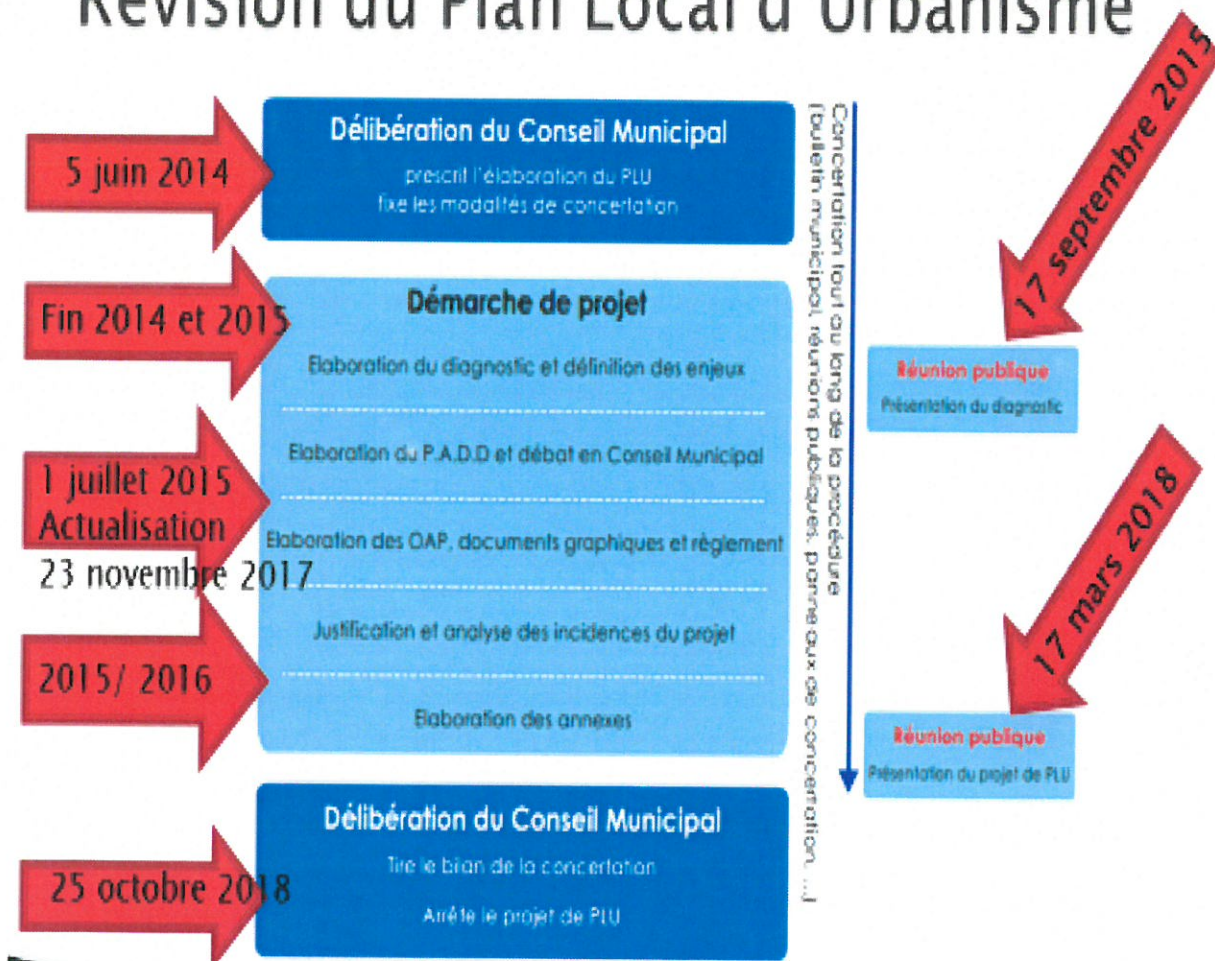 Révision du Plan Local d'Urbanisme
5 juin 2014
Délibération du Conseil Municipal
prescrit l'élaboration du PLU
fixe les modaltés de concertation
Fin 2014 et 2015
Démarche de projet
Elaboration du diagnostic et définition des enjeux
Elaboration du P.A.D.D et débat en Conseil Municipal
1 juillet 2015
Actualisation
23 novembre 2017
Elaboration des OAP, documents graphiques et règlement
Justification et analyse des incidences du projet
2015/ 2016
Elaboration des annexes
25 octobre 2018
Délibération du Conseil Municipal
Tire le bilan de la concertation
Arrête le projet de PLU
Concertation tout au long de la procédure
(bulletin municipal, réunions publiques, panneaux de concertation, ...)
17 septembre 2015
Réunion publique
Présentation du diagnostic
17 mars 2018
Réunion publique
Présentation du projet de PLU